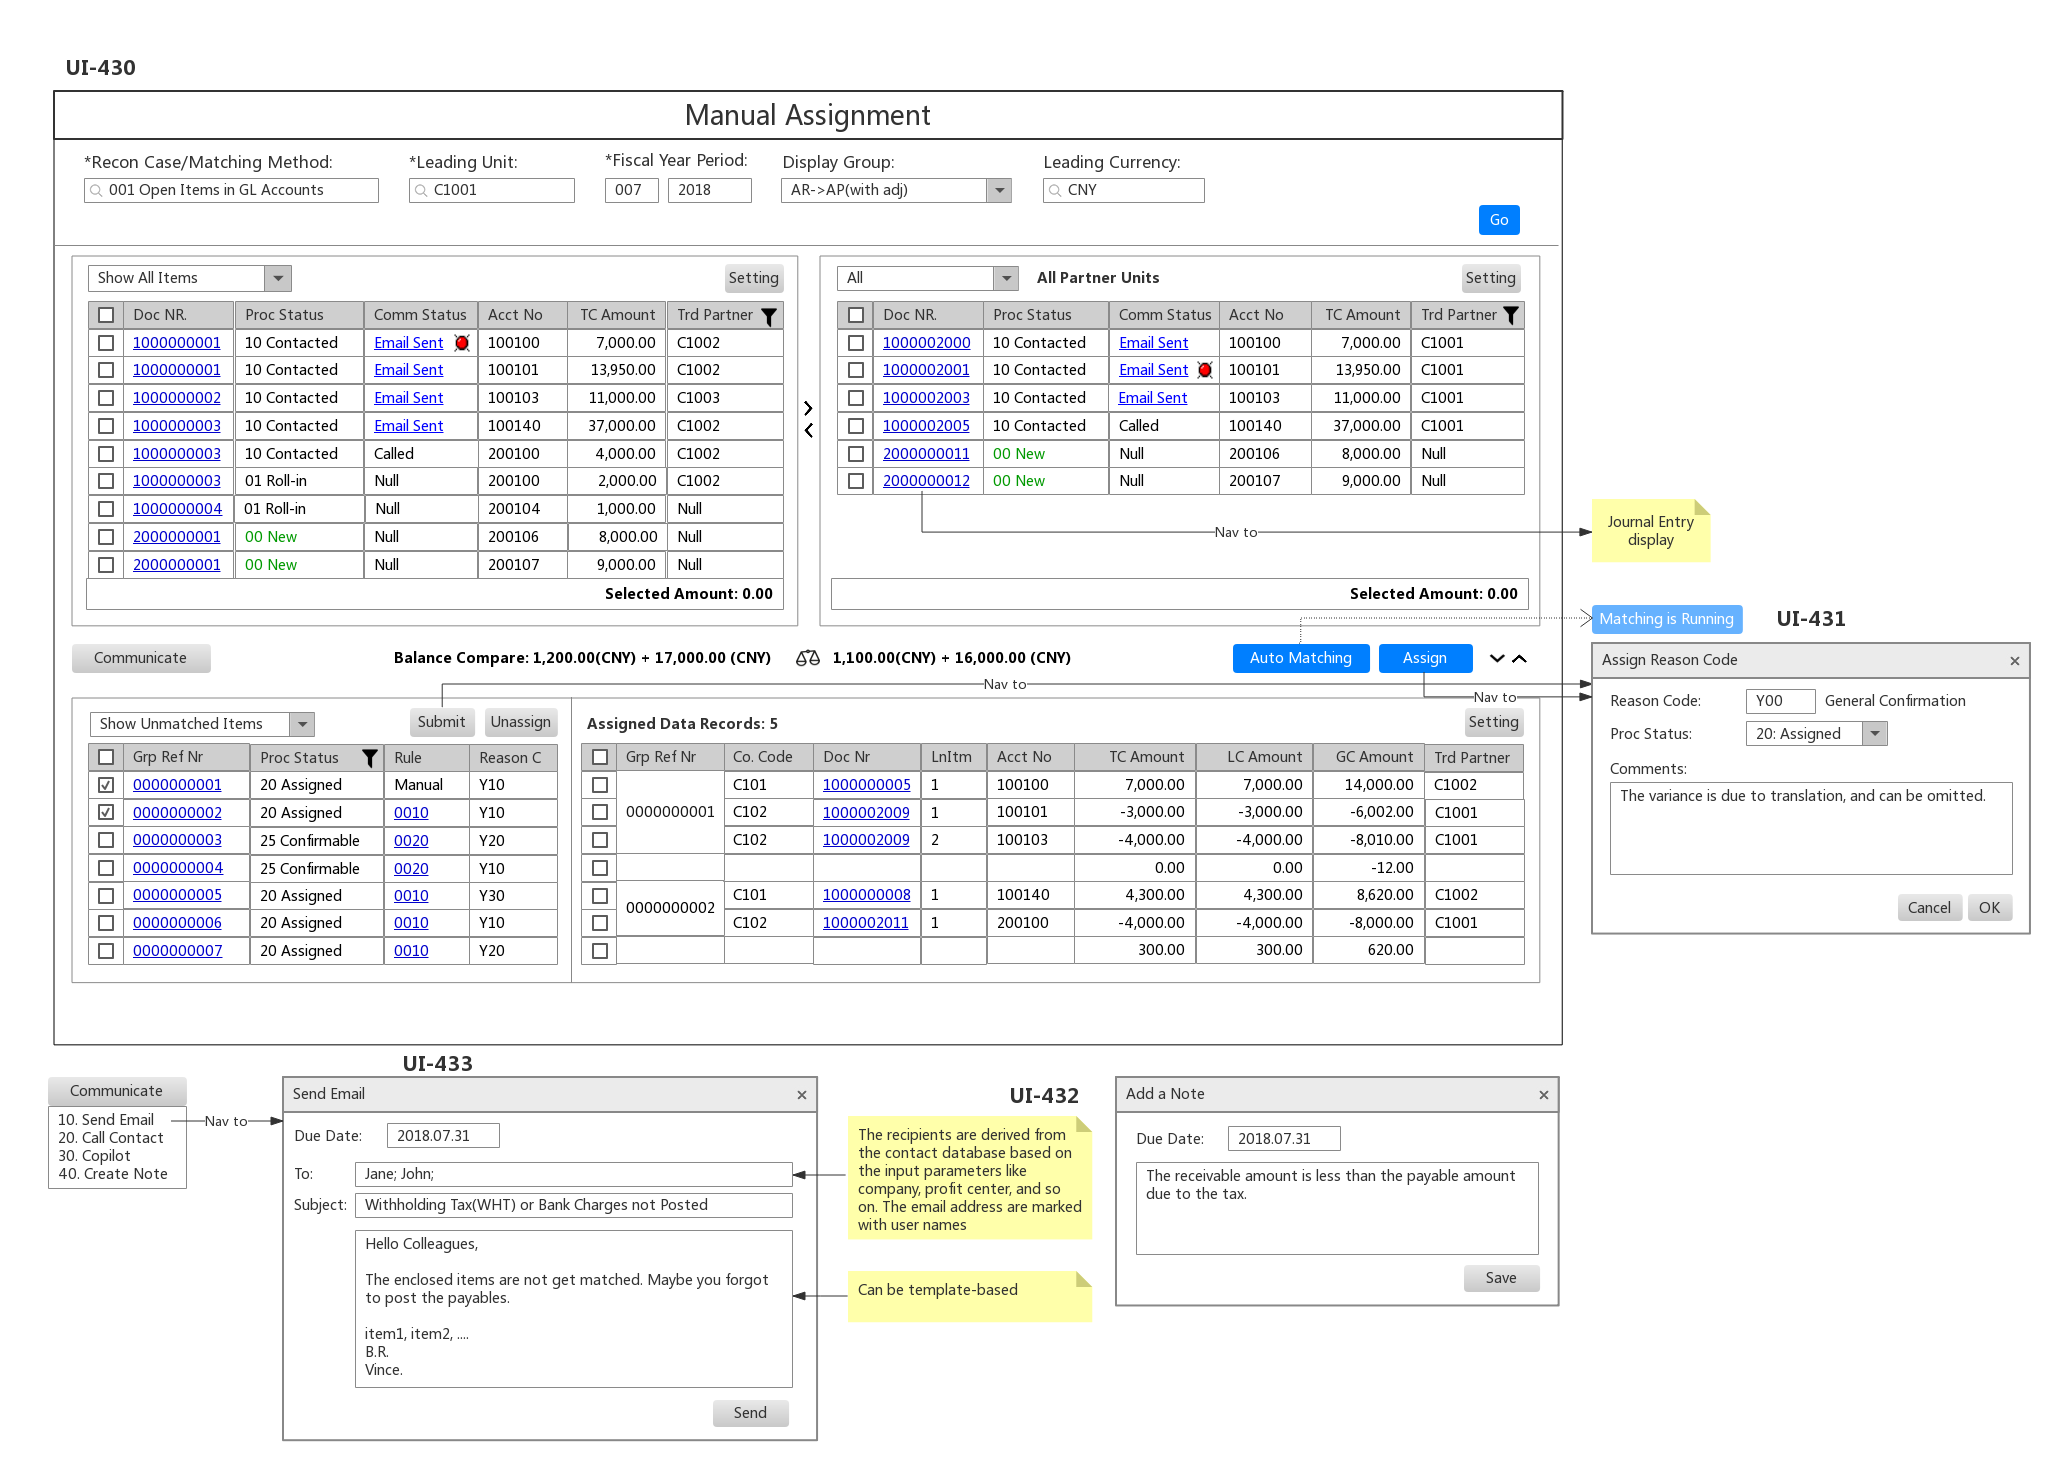 UI-430
Manual Assignment
*Recon Case/Matching Method: *Leading Unit: *Fiscal Year Period: Display Group: Leading Currency:
001 Open Items in GL Accounts C1001 007 2018 AR->AP(with adj) CNY
Go
Show All Items Setting
Doc NR. Proc Status Comm Status Acct No TC Amount Trd Partner
1000000001 10 Contacted Email Sent 100100 7,000.00 C1002
1000000001 10 Contacted Email Sent 100101 13,950.00 C1002
1000000002 10 Contacted Email Sent 100103 11,000.00 C1003
1000000003 10 Contacted Email Sent 100140 37,000.00 C1002
1000000003 10 Contacted Called 200100 4,000.00 C1002
1000000003 01 Roll-in Null 200100 2,000.00 C1002
1000000004 01 Roll-in Null 200104 1,000.00 Null
2000000001 00 New Null 200106 8,000.00 Null
2000000001 00 New Null 200107 9,000.00 Null
Selected Amount: 0.00
All All Partner Units Setting
Doc NR. Proc Status Comm Status Acct No TC Amount Trd Partner
1000002000 10 Contacted Email Sent 100100 7,000.00 C1001
1000002001 10 Contacted Email Sent 100101 13,950.00 C1001
1000002003 10 Contacted Email Sent 100103 11,000.00 C1001
1000002005 10 Contacted Called 100140 37,000.00 C1001
2000000011 00 New Null 200106 8,000.00 Null
2000000012 00 New Null 200107 9,000.00 Null
Nav to
Selected Amount: 0.00
Journal Entry
display
Matching is Running UI-431
Communicate Balance Compare: 1,200.00(CNY) + 17,000.00 (CNY) 1,100.00(CNY) + 16,000.00 (CNY) Auto Matching Assign
Nav to
Nav to
Assign Reason Code ×
Reason Code: Y00 General Confirmation
Proc Status: 20: Assigned
Comments:
The variance is due to translation, and can be omitted.
Cancel OK
Show Unmatched Items Submit Unassign
Grp Ref Nr Proc Status Rule Reason C
0000000001 20 Assigned Manual Y10
0000000002 20 Assigned 0010 Y10
0000000003 25 Confirmable 0020 Y20
0000000004 25 Confirmable 0020 Y10
0000000005 20 Assigned 0010 Y30
0000000006 20 Assigned 0010 Y10
0000000007 20 Assigned 0010 Y20
Assigned Data Records: 5 Setting
Grp Ref Nr Co. Code Doc Nr LnItm Acct No TC Amount LC Amount GC Amount Trd Partner
C101 1000000005 1 100100 7,000.00 7,000.00 14,000.00 C1002
0000000001 C102 1000002009 1 100101 -3,000.00 -3,000.00 -6,002.00 C1001
C102 1000002009 2 100103 -4,000.00 -4,000.00 -8,010.00 C1001
0.00 0.00 -12.00
C101 1000000008 1 100140 4,300.00 4,300.00 8,620.00 C1002
0000000002
C102 1000002011 1 200100 -4,000.00 -4,000.00 -8,000.00 C1001
300.00 300.00 620.00
Communicate
10. Send Email
20. Call Contact
30. Copilot
40. Create Note
Nav to
UI-433
Send Email ×
Due Date: 2018.07.31
To: Jane; John;
Subject: Withholding Tax(WHT) or Bank Charges not Posted
Hello Colleagues,
The enclosed items are not get matched. Maybe you forgot
to post the payables.
item1, item2, ....
B.R.
Vince.
Send
UI-432
The recipients are derived from
the contact database based on
the input parameters like
company, profit center, and so
on. The email address are marked
with user names
Can be template-based
Add a Note ×
Due Date: 2018.07.31
The receivable amount is less than the payable amount
due to the tax.
Save